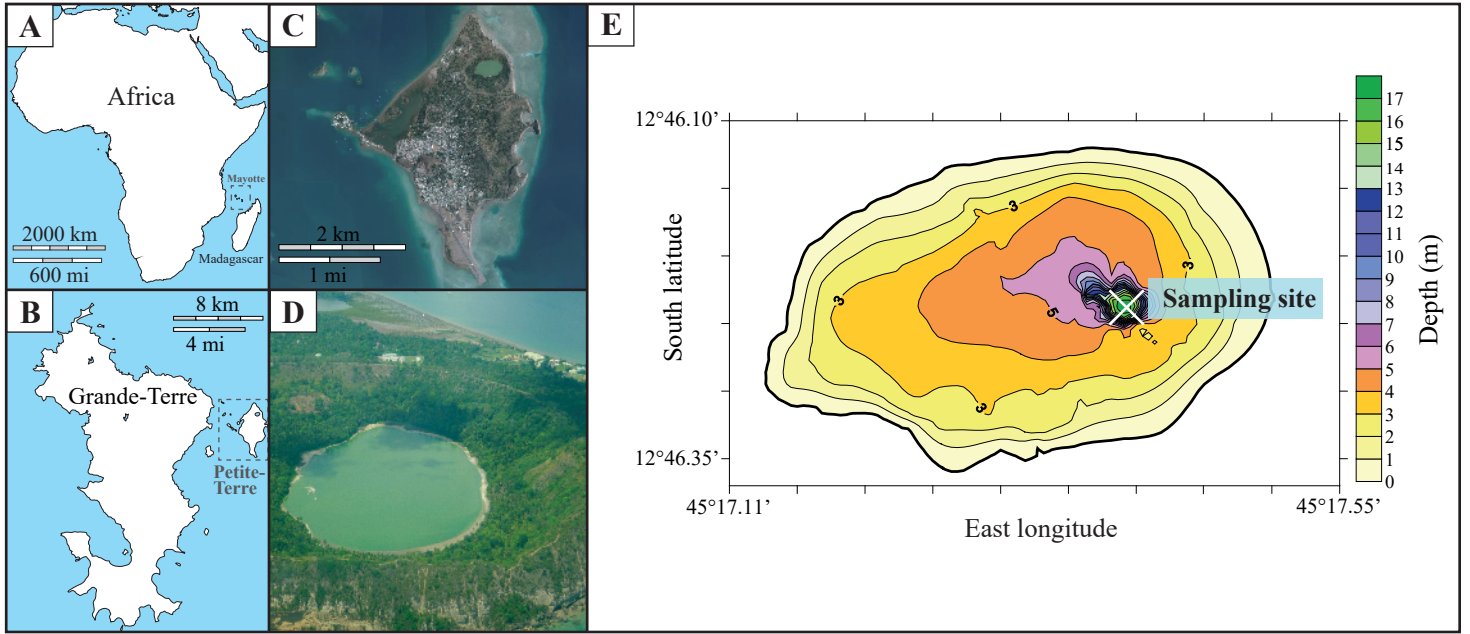 A
Africa
Mayotte
2000 km
600 mi
Madagascar
B
8 km
4 mi
Grande-Terre
Petite-
Terre
C
2 km
1 mi
D
E
12°46.10’
12°46.35’
South latitude
45°17.11’
45°17.55’
East longitude
3
3
3
3
5
Sampling site
17
16
15
14
13
12
11
10
9
8
7
6
5
4
3
2
1
0
Depth (m)